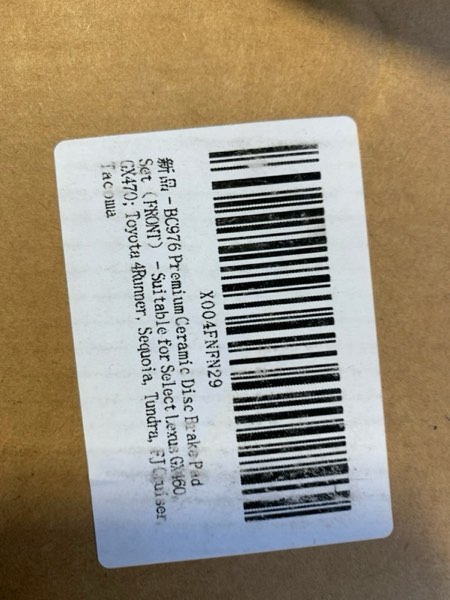 X004FNFN29
新品 - BC976 Premium Ceramic Disc Brake Pad
Set (FRONT) - Suitable for Select Lexus GX460,
GX470; Toyota 4Runner, Sequoia, Tundra, FJ Cruiser,
Tacoma